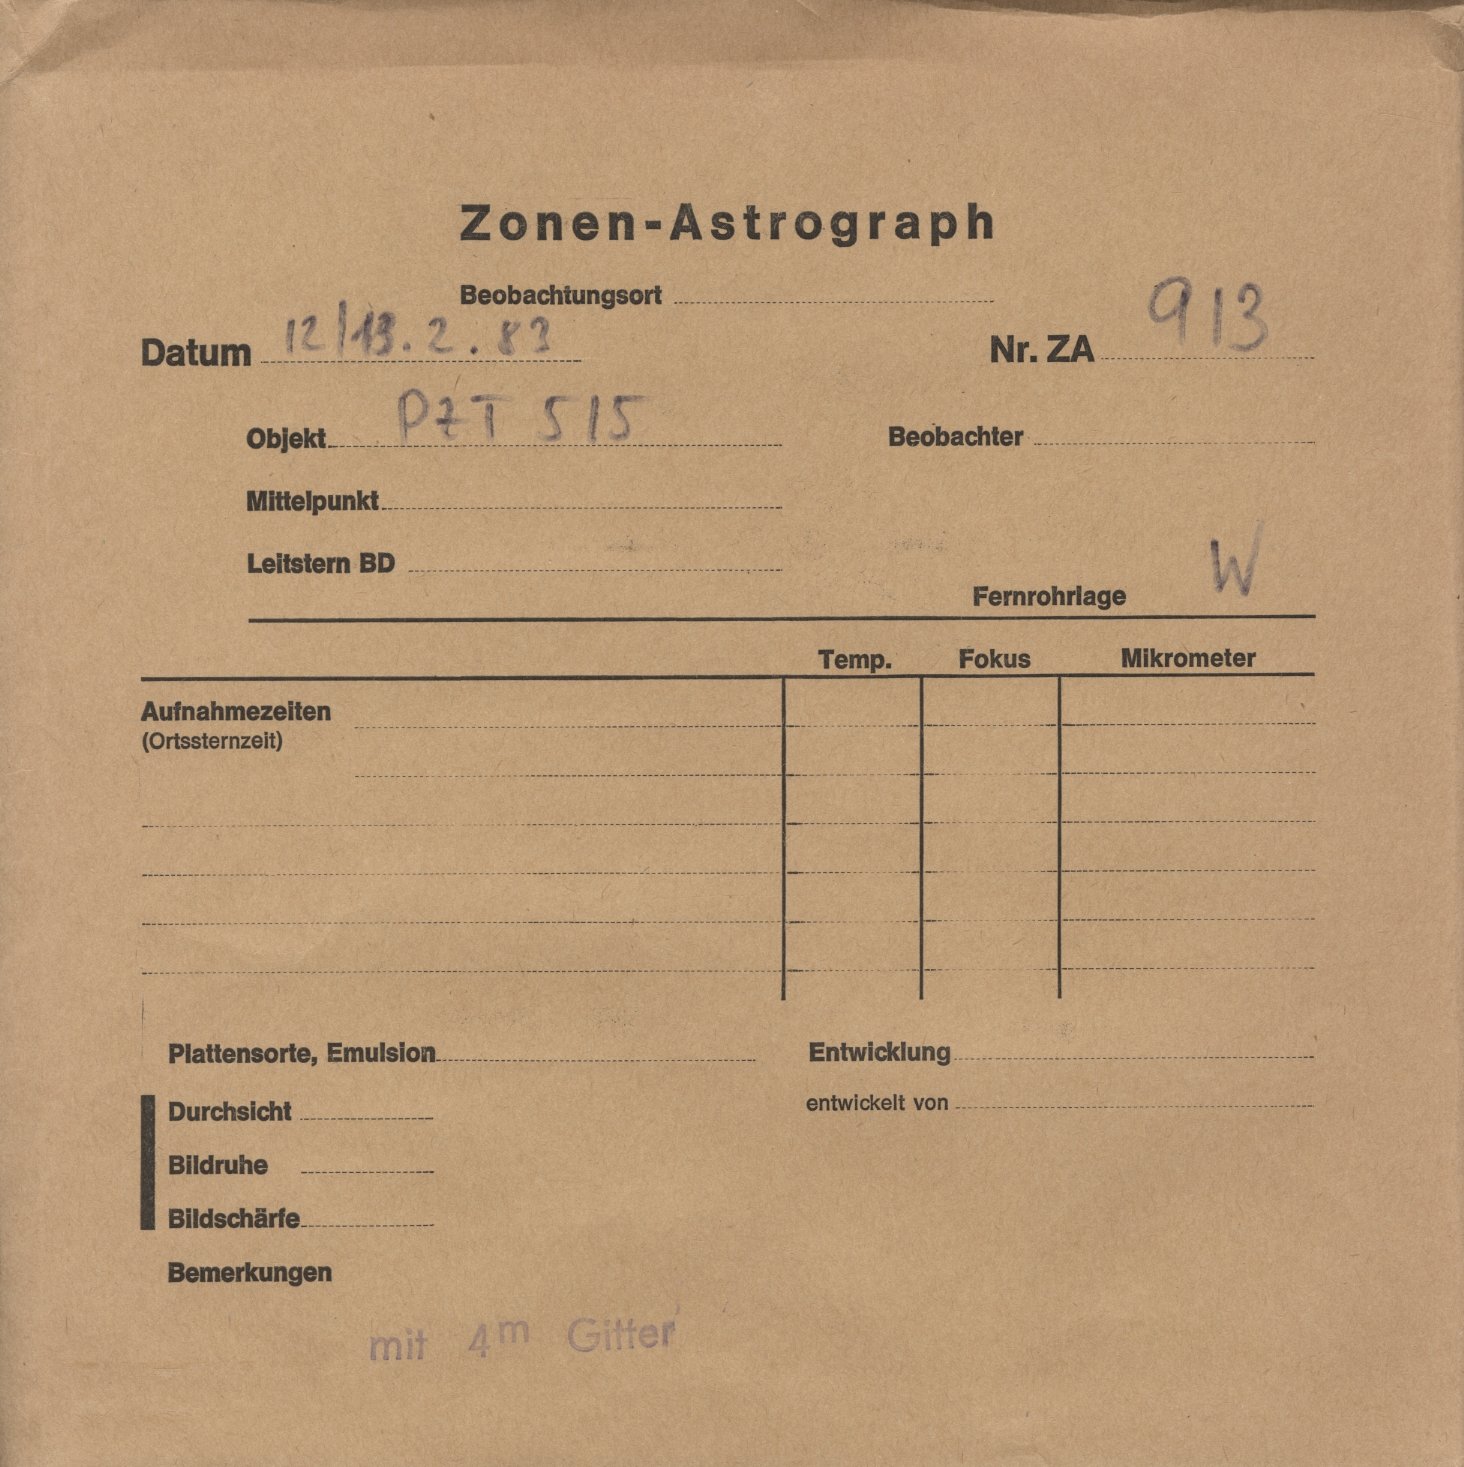 Zonen-Astrograph
Beobachtungsort
Datum 12/13.2.83 Nr. ZA 913
Objekt PZT 515 Beobachter
Mittelpunkt
Leitstern BD
Fernrohrlage W
Temp. Fokus Mikrometer
Aufnahmezeiten
(Ortssternzeit)
Plattensorte, Emulsion Entwicklung
Durchsicht entwickelt von
Bildruhe
Bildschärfe
Bemerkungen
mit 4m Gitter